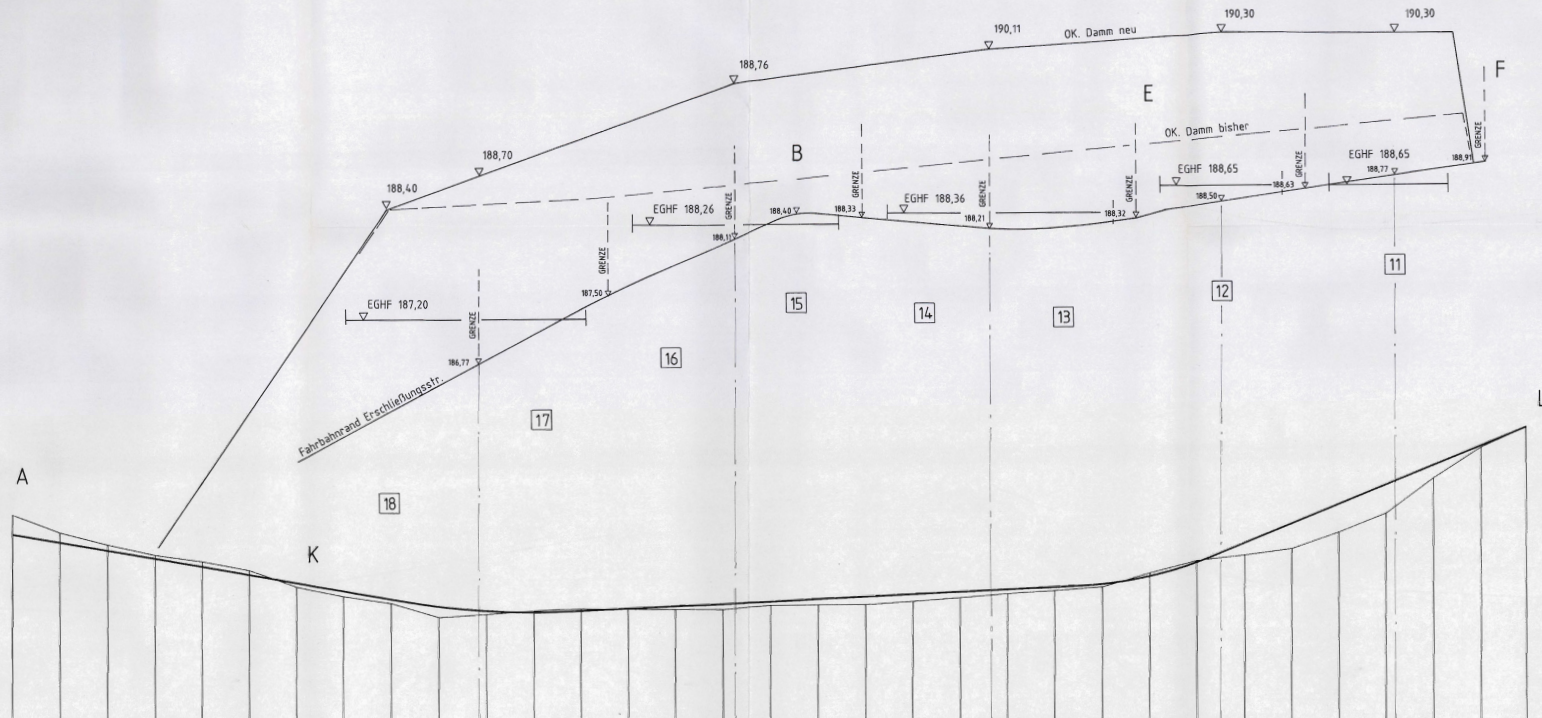 190,30
190,30
190,11
OK. Damm neu
188,76
F
E
GRENZE
OK. Damm bisher
188,70
B
EGHF 188,65
188,91
188,77
EGHF 188,65
GRENZE
188,63
188,50
188,40
GRENZE
GRENZE
GRENZE
GRENZE
EGHF 188,36
EGHF 188,26
188,40
188,33
188,32
188,21
188,11
GRENZE
11
187,50
12
EGHF 187,20
15
14
13
GRENZE
186,77
16
Fahrbahnrand Erschließungsstr.
17
L
A
18
K